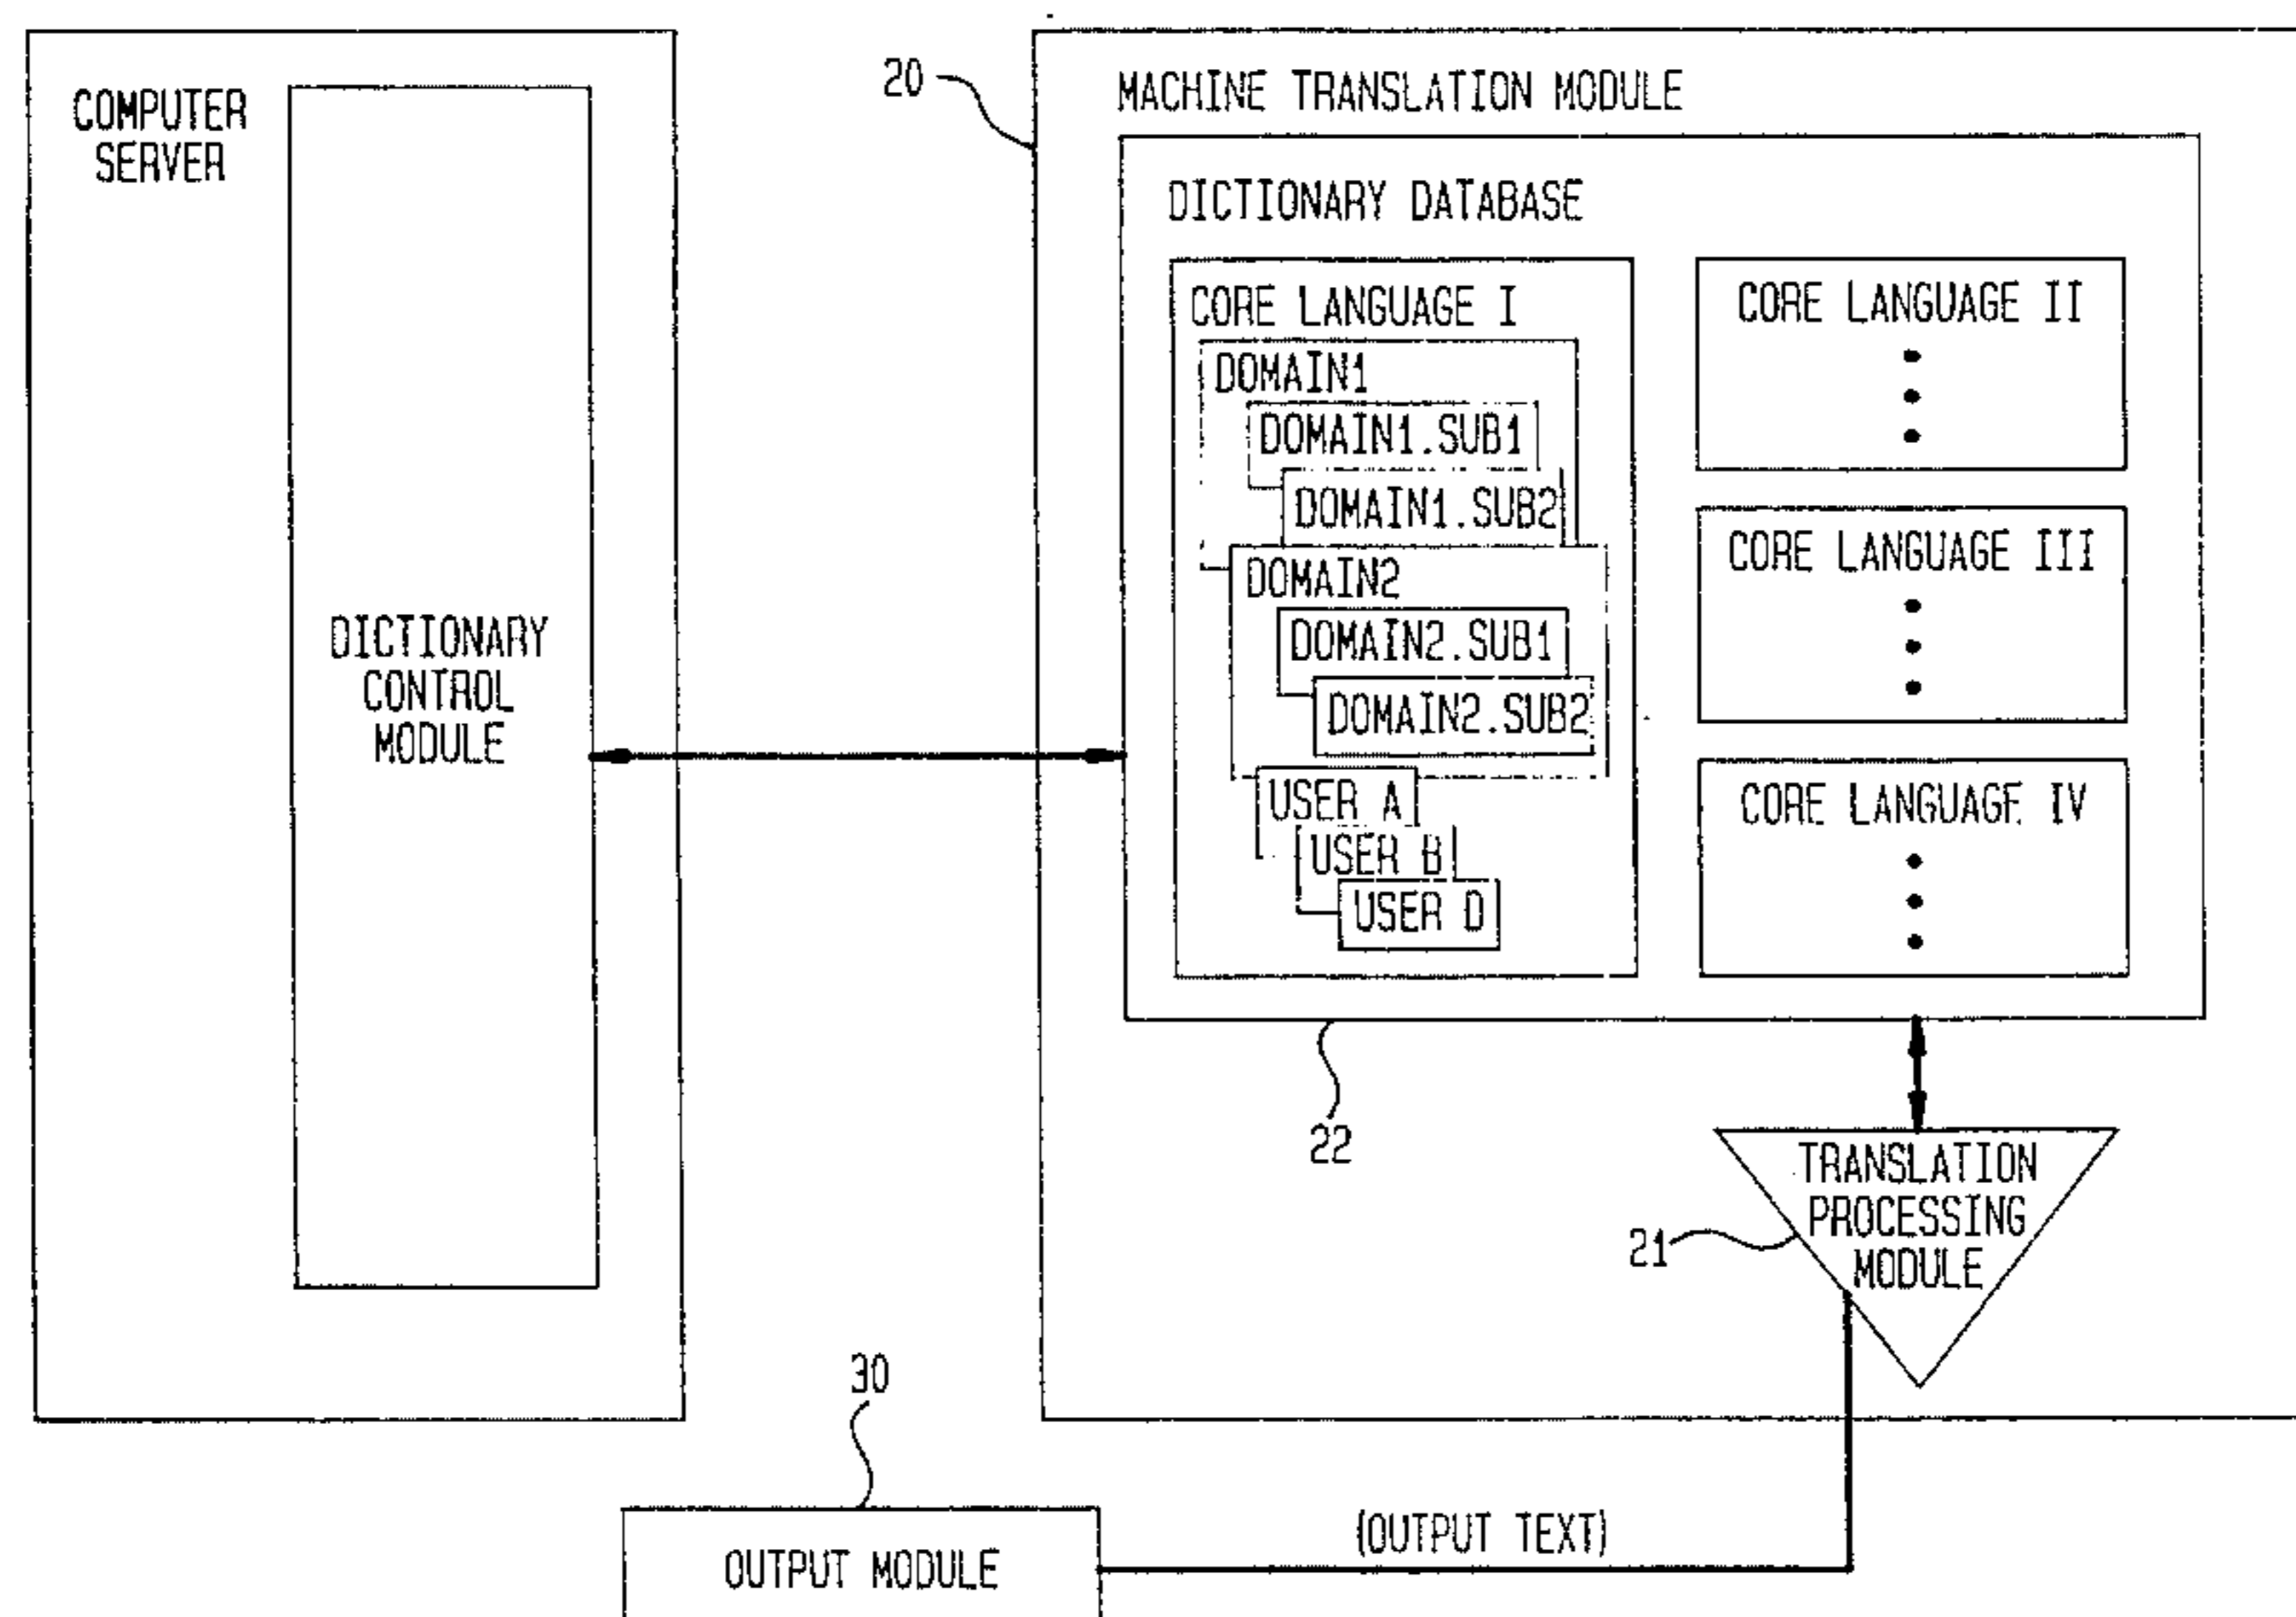 COMPUTER
SERVER
DICTIONARY
CONTROL
MODULE
20
MACHINE TRANSLATION MODULE
DICTIONARY DATABASE
CORE LANGUAGE I
DOMAIN1
DOMAIN1.SUB1
DOMAIN1.SUB2
DOMAIN2
DOMAIN2.SUB1
DOMAIN2.SUB2
USER A
USER B
USER D
CORE LANGUAGE II
CORE LANGUAGE III
CORE LANGUAGE IV
22
21
TRANSLATION
PROCESSING
MODULE
30
OUTPUT MODULE
(OUTPUT TEXT)